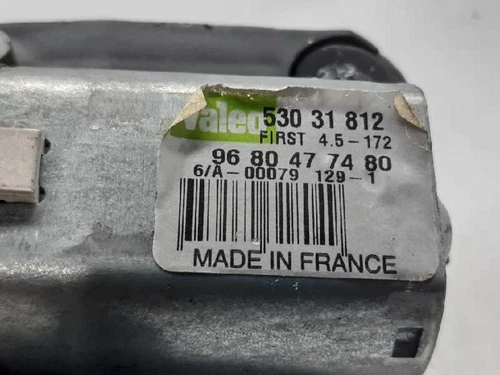 Valeo 530 31 812
FIRST 4.5-172
96 80 47 74 80
6/A-00079 129-1
MADE IN FRANCE